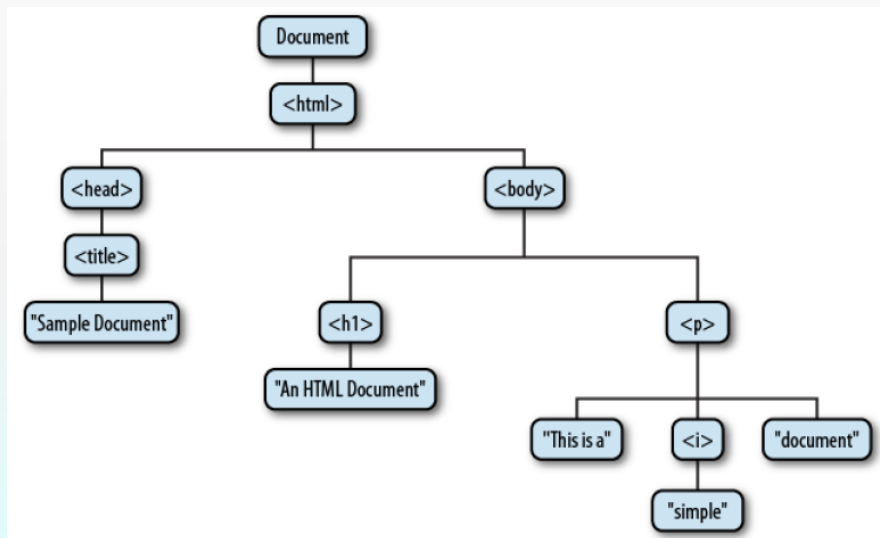 Document
<html>
<head>
<body>
<title>
"Sample Document"
<h1>
<p>
"An HTML Document"
"This is a"
<i>
"document"
"simple"